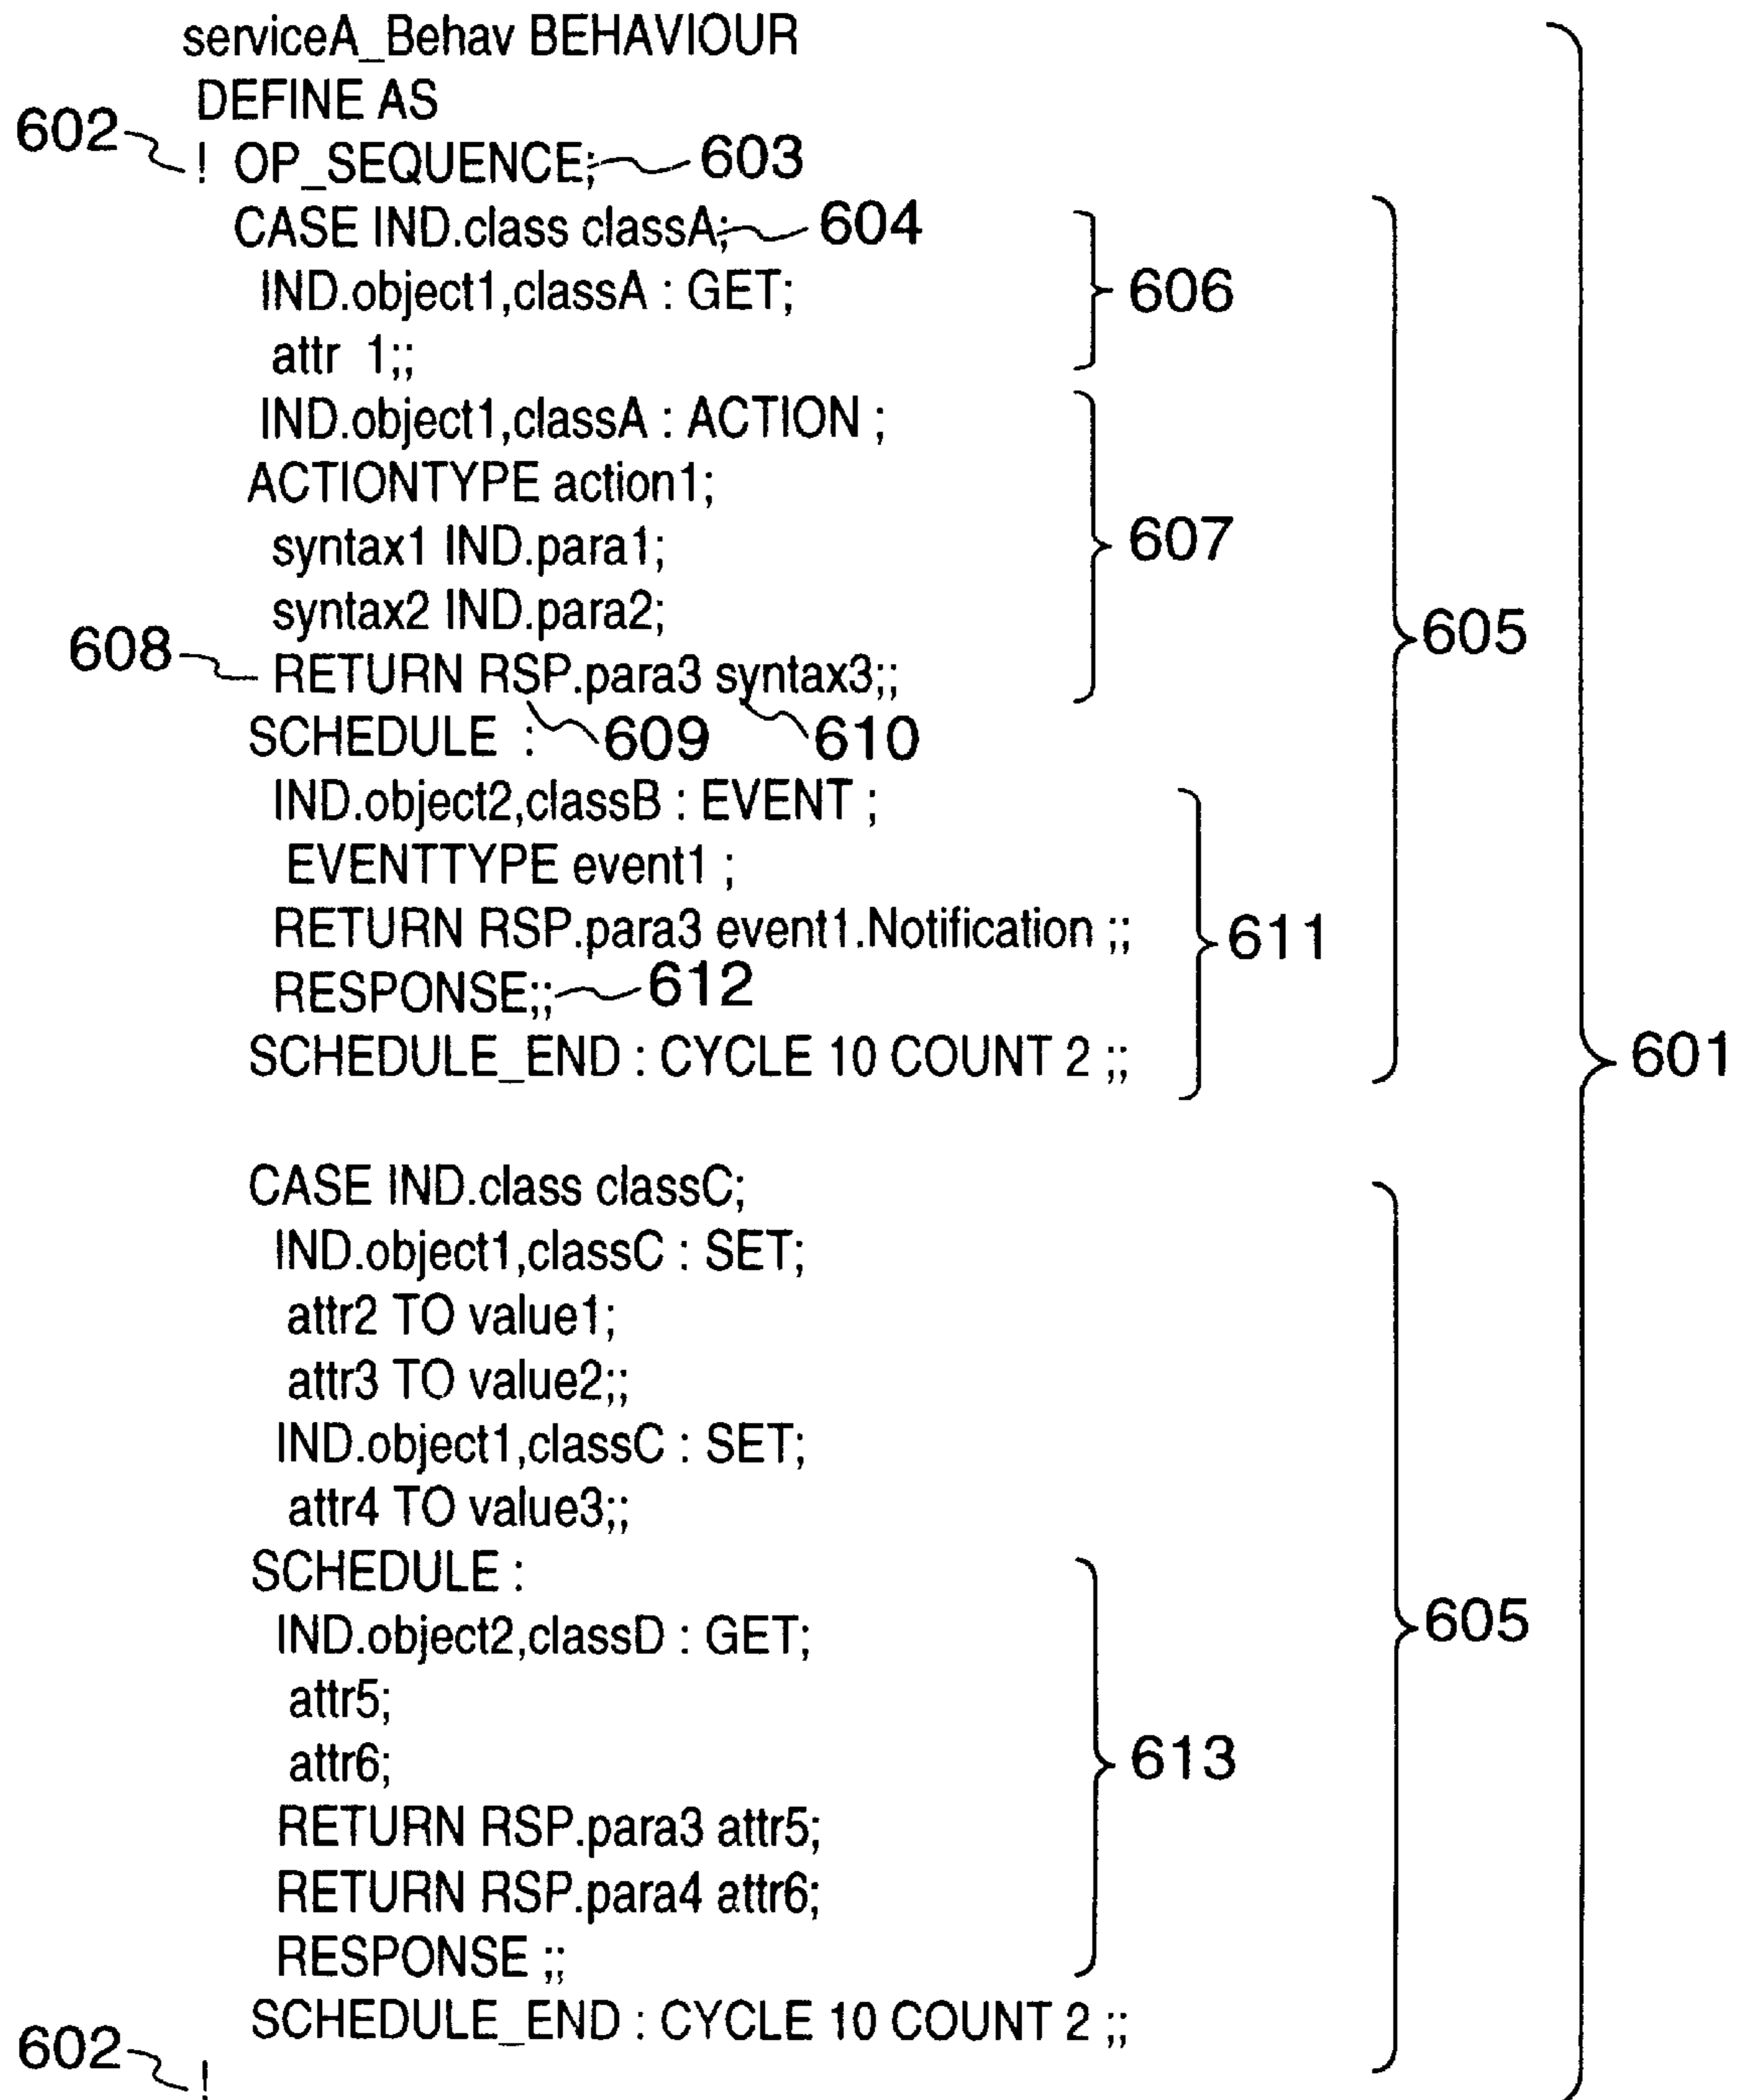 serviceA_Behav BEHAVIOUR
DEFINE AS
602
! OP_SEQUENCE; 603
CASE IND.class classA; 604
IND.object1,classA : GET; 606
attr 1;;
IND.object1,classA : ACTION ;
ACTIONTYPE action1;
syntax1 IND.para1; 607
syntax2 IND.para2;
605
608 RETURN RSP.para3 syntax3;;
SCHEDULE : 609 610
IND.object2,classB : EVENT ;
EVENTTYPE event1 ;
RETURN RSP.para3 event1.Notification ;; 611
RESPONSE;; 612
SCHEDULE_END : CYCLE 10 COUNT 2 ;; 601
CASE IND.class classC;
IND.object1,classC : SET;
attr2 TO value1;
attr3 TO value2;;
IND.object1,classC : SET;
attr4 TO value3;;
SCHEDULE :
IND.object2,classD : GET; 605
attr5;
attr6; 613
RETURN RSP.para3 attr5;
RETURN RSP.para4 attr6;
RESPONSE ;;
SCHEDULE_END : CYCLE 10 COUNT 2 ;;
602 !